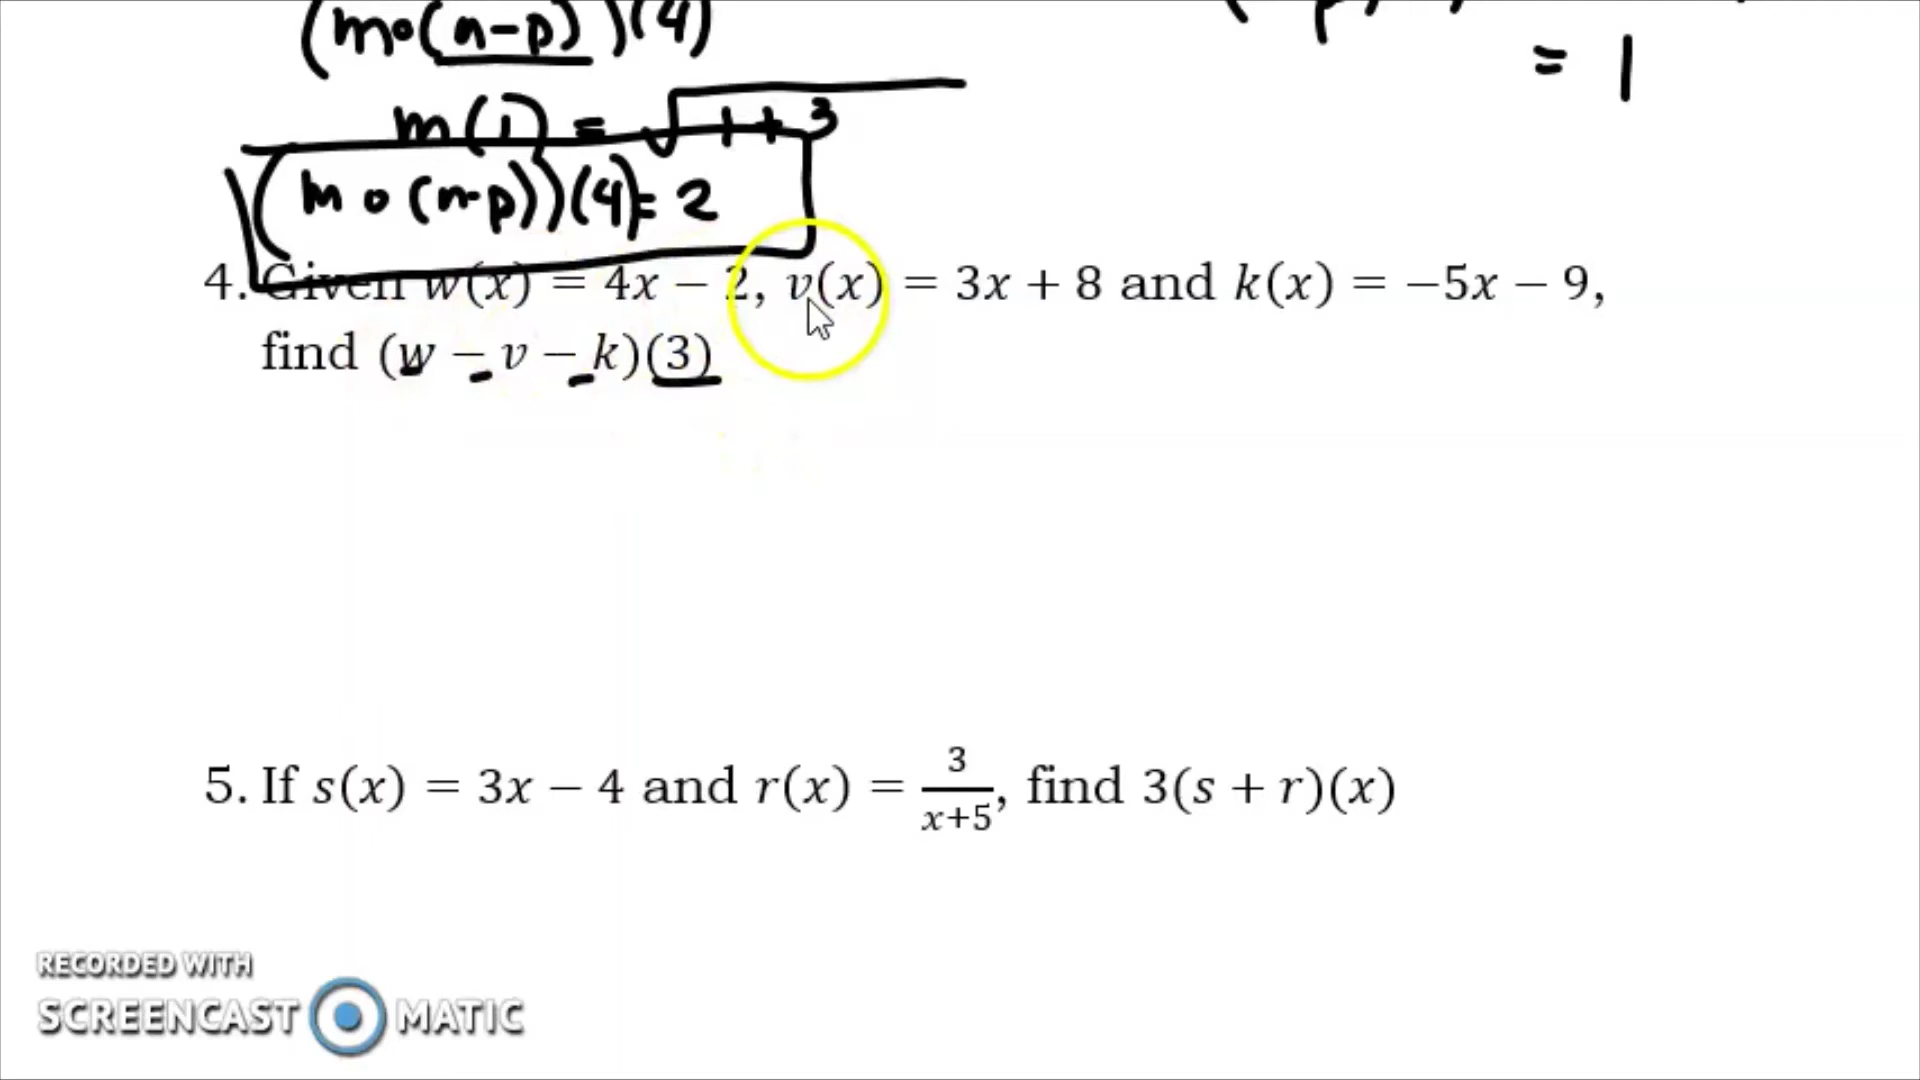 (m∘(n-p))(4)
= 1
m(1) = √1+3
(m∘(n-p))(4) = 2
4. Given w(x) = 4x − 2, v(x) = 3x + 8 and k(x) = −5x − 9,
find (w − v − k)(3)
5. If s(x) = 3x − 4 and r(x) = 3/(x+5), find 3(s + r)(x)
RECORDED WITH
SCREENCAST MATIC